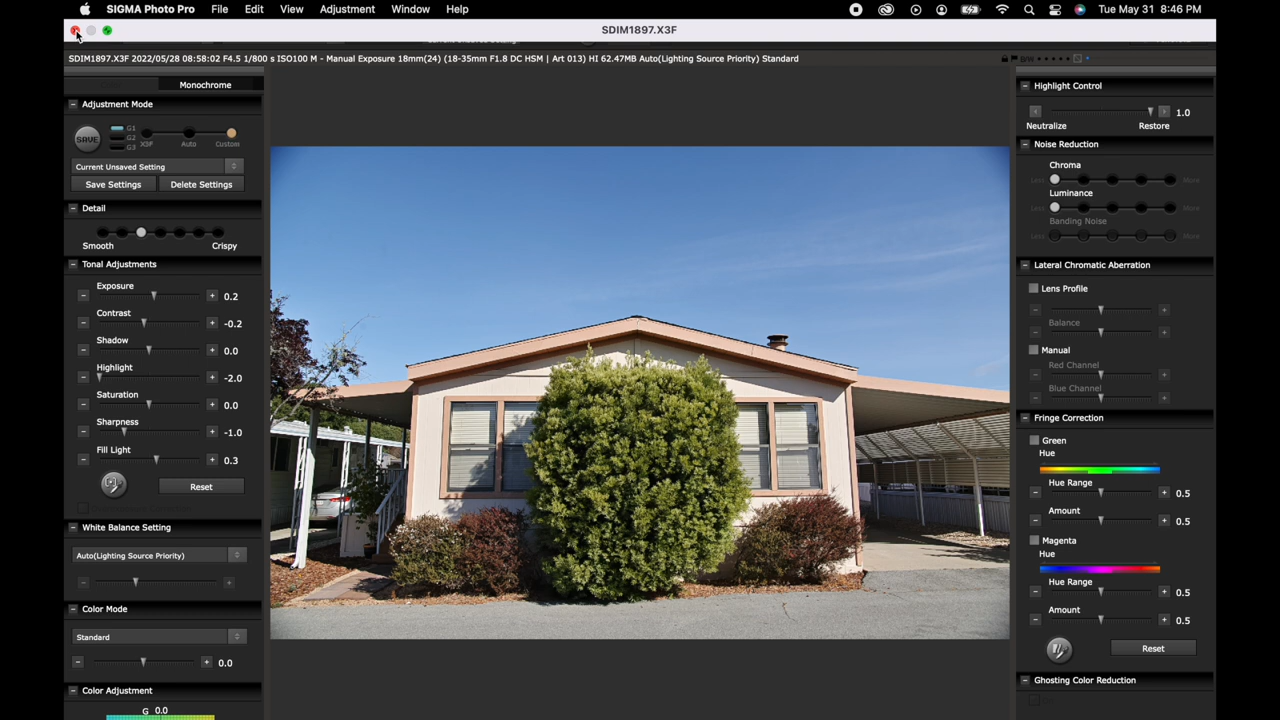 SIGMA Photo Pro File Edit View Adjustment Window Help Tue May 31 8:46 PM
SDIM1897.X3F
SDIM1897.X3F 2022/05/28 08:58:02 F4.5 1/800 s ISO100 M - Manual Exposure 18mm(24) (18-35mm F1.8 DC HSM | Art 013) HI 62.47MB Auto(Lighting Source Priority) Standard
Monochrome
Adjustment Mode
SAVE
G1
G2
G3
X3F Auto Custom
Current Unsaved Setting
Save Settings Delete Settings
Detail
Smooth Crispy
Tonal Adjustments
Exposure
0.2
Contrast
-0.2
Shadow
0.0
Highlight
-2.0
Saturation
0.0
Sharpness
-1.0
Fill Light
0.3
Reset
White Balance Setting
Auto(Lighting Source Priority)
Color Mode
Standard
0.0
Color Adjustment
G 0.0
Highlight Control
1.0
Neutralize Restore
Noise Reduction
Chroma
Less More
Luminance
Less More
Banding Noise
Less More
Lateral Chromatic Aberration
Lens Profile
Balance
Manual
Red Channel
Blue Channel
Fringe Correction
Green
Hue
Hue Range
0.5
Amount
0.5
Magenta
Hue
Hue Range
0.5
Amount
0.5
Reset
Ghosting Color Reduction